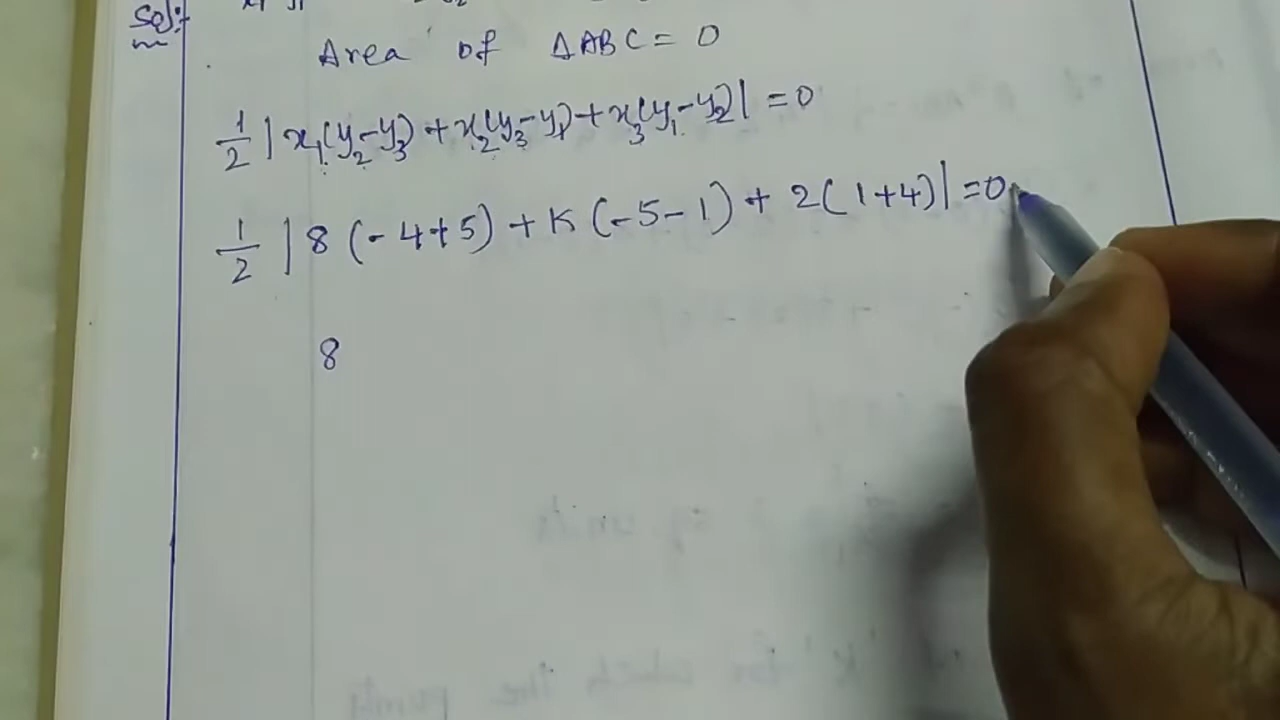 Sol:
Area of ΔABC = 0
1/2 | x₁(y₂-y₃) + x₂(y₃-y₁) + x₃(y₁-y₂) | = 0
1/2 | 8 (-4+5) + K (-5-1) + 2 (1+4) | = 0
8